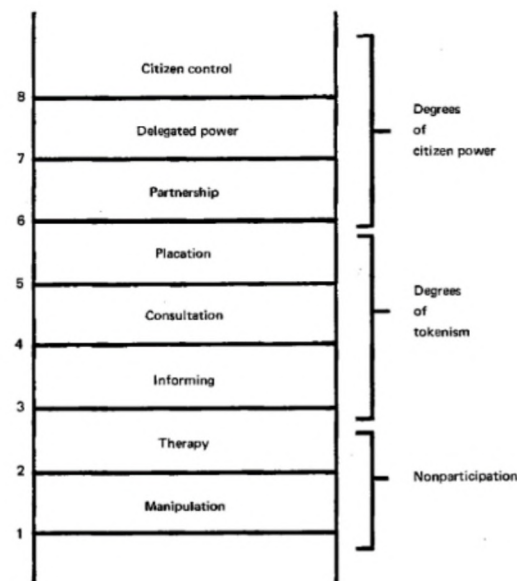 Citizen control
8
Delegated power
7
Partnership
6
Placation
5
Consultation
4
Informing
3
Therapy
2
Manipulation
1
Degrees
of
citizen power
Degrees
of
tokenism
Nonparticipation